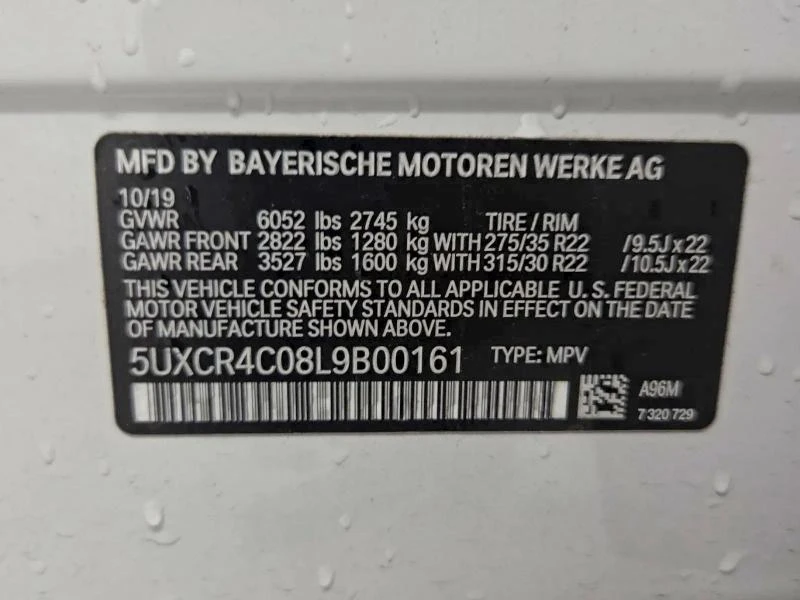 MFD BY BAYERISCHE MOTOREN WERKE AG
10/19
GVWR 6052 lbs 2745 kg TIRE / RIM
GAWR FRONT 2822 lbs 1280 kg WITH 275/35 R22 /9.5J x 22
GAWR REAR 3527 lbs 1600 kg WITH 315/30 R22 /10.5J x 22
THIS VEHICLE CONFORMS TO ALL APPLICABLE U.S. FEDERAL
MOTOR VEHICLE SAFETY STANDARDS IN EFFECT ON THE DATE
OF MANUFACTURE SHOWN ABOVE.
5UXCR4C08L9B00161 TYPE: MPV
A96M
7 320 729